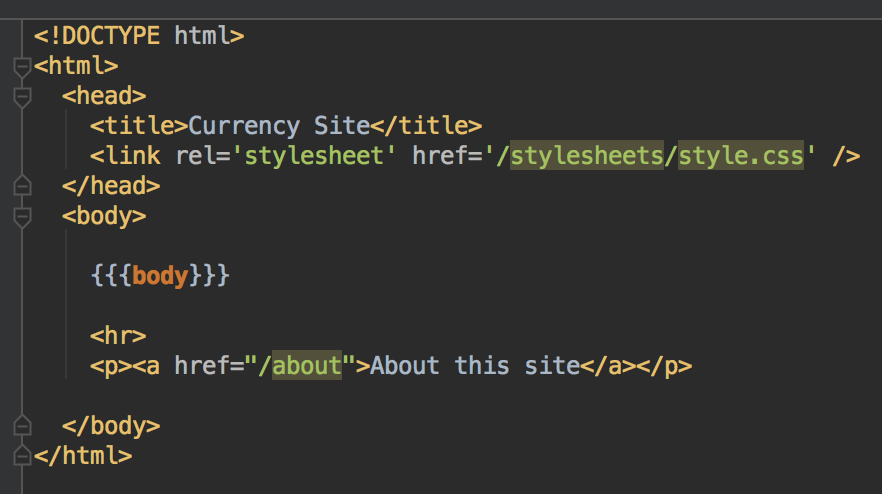 <!DOCTYPE html>
<html>
<head>
<title>Currency Site</title>
<link rel='stylesheet' href='/stylesheets/style.css' />
</head>
<body>
{{{body}}}
<hr>
<p><a href="/about">About this site</a></p>
</body>
</html>